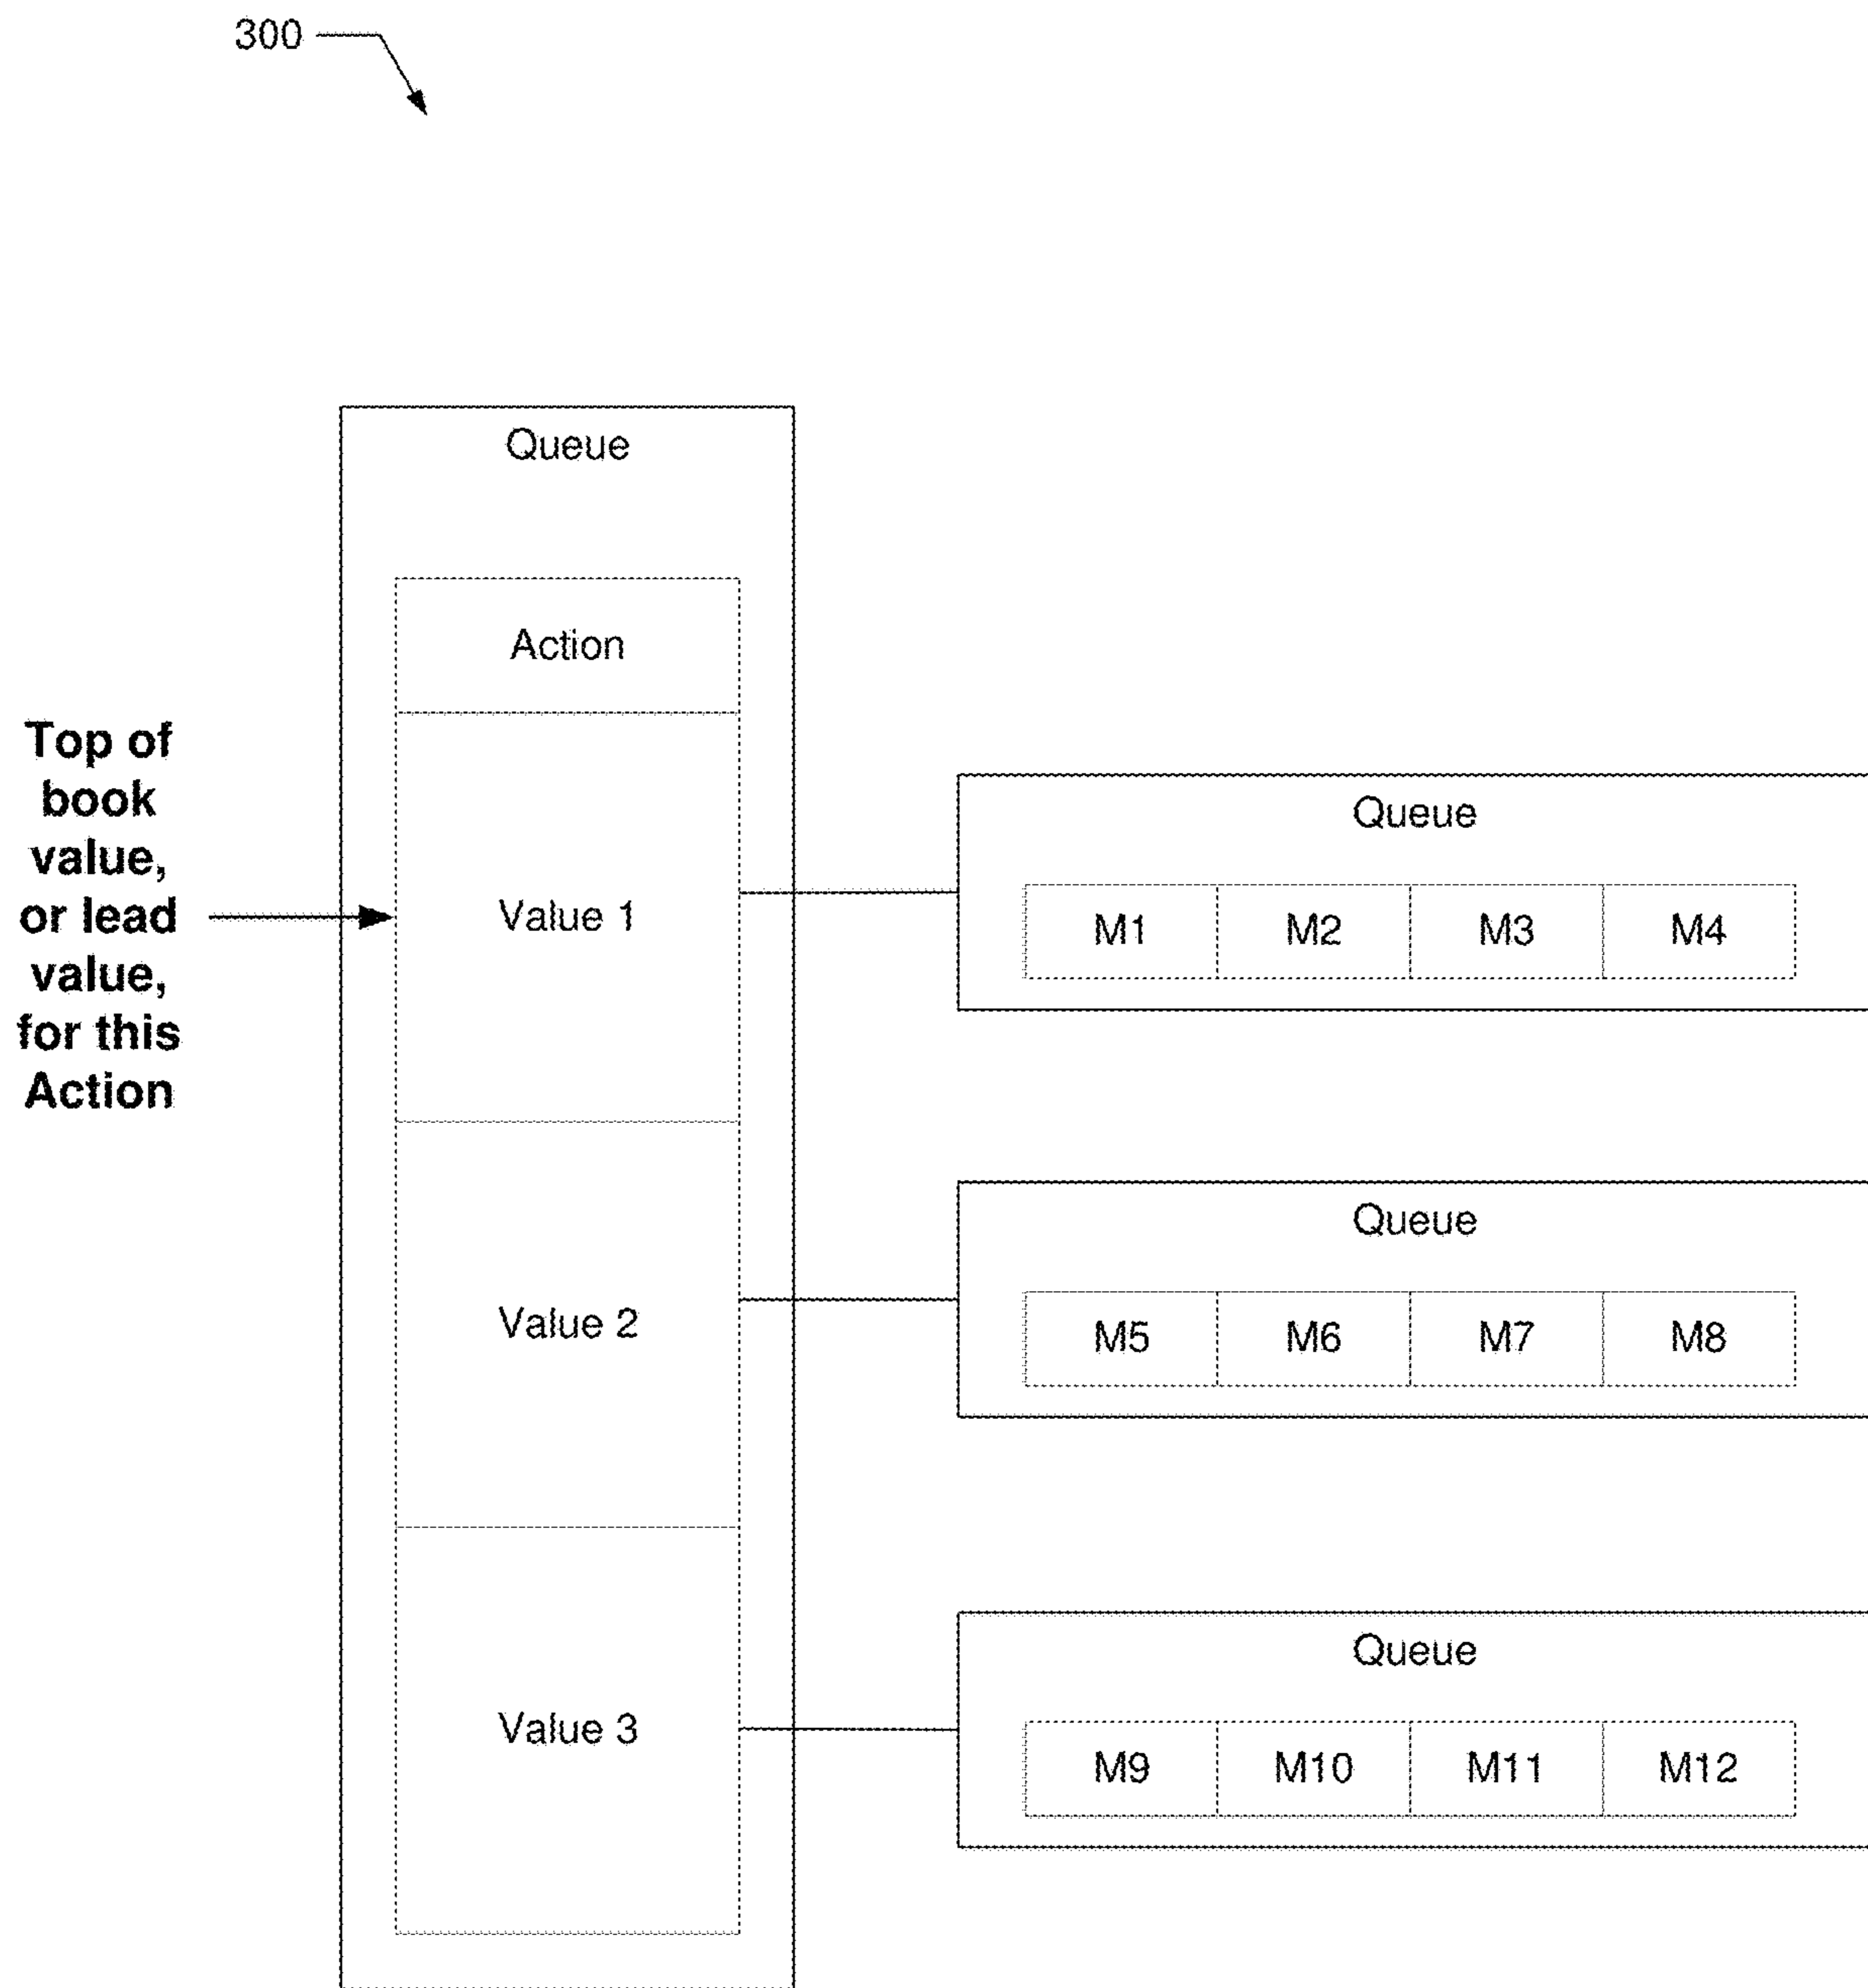 300
Queue
Action
Top of
book
value,
or lead
value,
for this
Action
Value 1
Queue
M1 M2 M3 M4
Value 2
Queue
M5 M6 M7 M8
Value 3
Queue
M9 M10 M11 M12